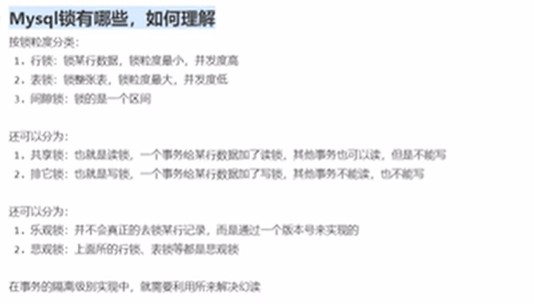 Mysql锁有哪些，如何理解
按锁粒度分类：
1. 行锁：锁某行数据，锁粒度最小，并发度高
2. 表锁：锁整张表，锁粒度最大，并发度低
3. 间隙锁：锁的是一个区间
还可以分为：
1. 共享锁：也就是读锁，一个事务给某行数据加了读锁，其他事务也可以读，但是不能写
2. 排它锁：也就是写锁，一个事务给某行数据加了写锁，其他事务不能读，也不能写
还可以分为：
1. 乐观锁：并不会真正的去锁某行记录，而是通过一个版本号来实现的
2. 悲观锁：上面所的行锁、表锁等都是悲观锁
在事务的隔离级别实现中，就需要利用所来解决幻读